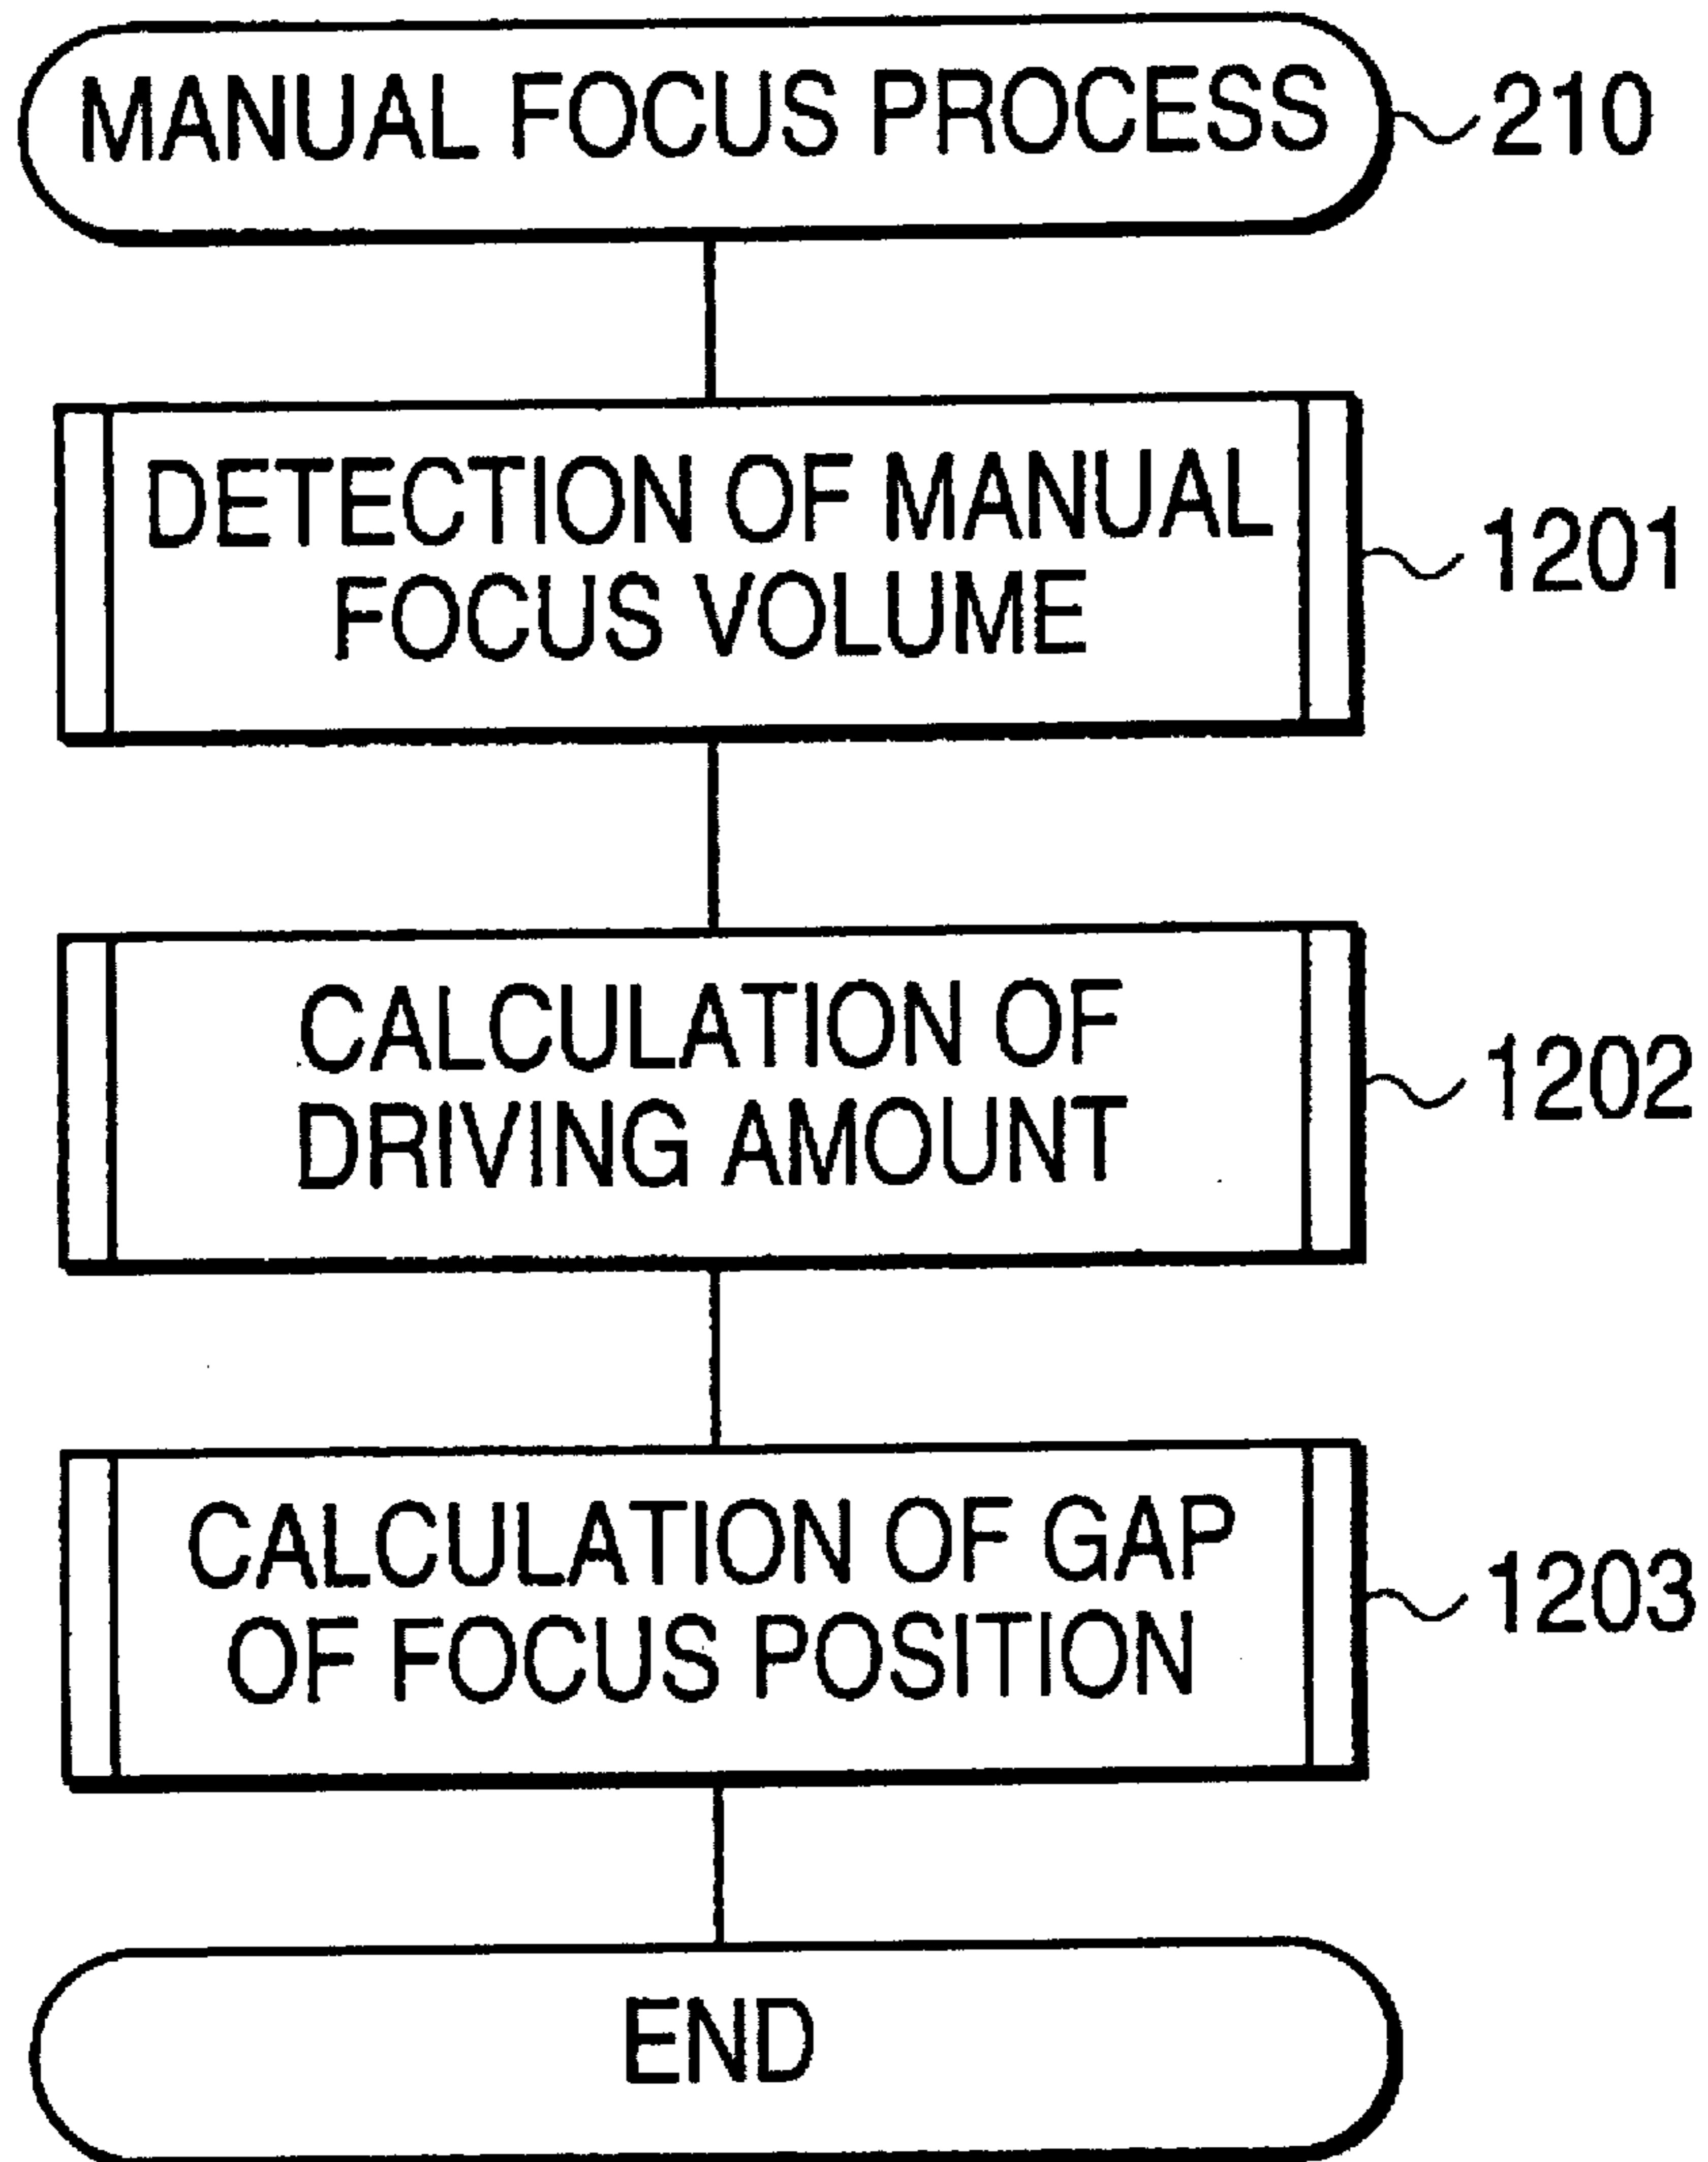 MANUAL FOCUS PROCESS
210
DETECTION OF MANUAL
FOCUS VOLUME
1201
CALCULATION OF
DRIVING AMOUNT
1202
CALCULATION OF GAP
OF FOCUS POSITION
1203
END